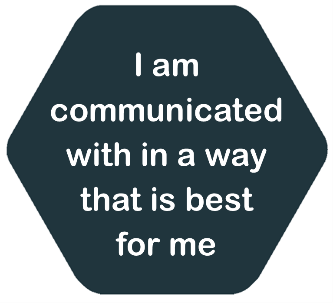 I am
communicated
with in a way
that is best
for me